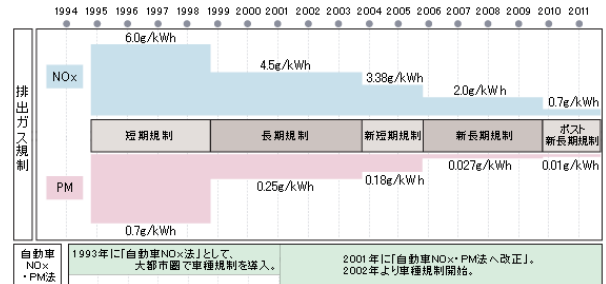 1994 1995 1996 1997 1998 1999 2000 2001 2002 2003 2004 2005 2006 2007 2008 2009 2010 2011
排出ガス規制
NOx
6.0g/kWh
4.5g/kWh
3.38g/kWh
2.0g/kWh
0.7g/kWh
短期規制
長期規制
新短期規制
新長期規制
ポスト
新長期規制
PM
0.7g/kWh
0.25g/kWh
0.18g/kWh
0.027g/kWh
0.01g/kWh
自動車
NOx
・PM法
1993年に「自動車NOx法」として、
大都市圏で車種規制を導入。
2001年に「自動車NOx・PM法へ改正」。
2002年より車種規制開始。